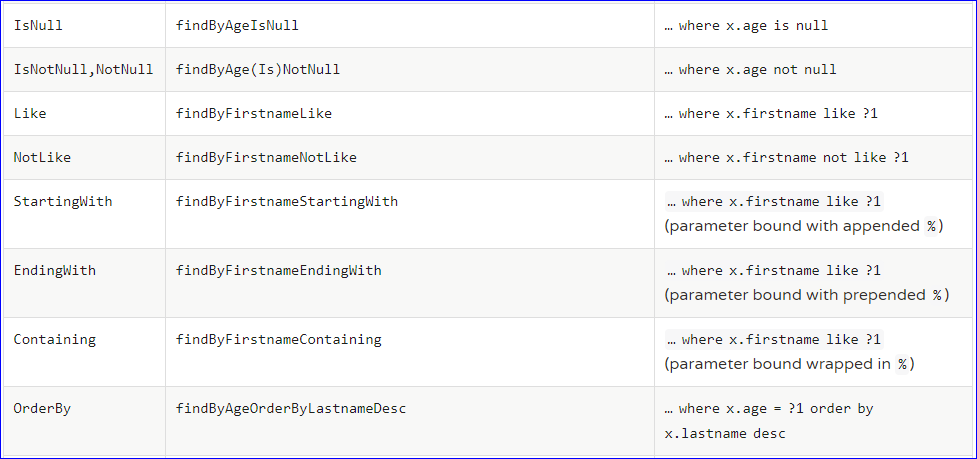 IsNull findByAgeIsNull … where x.age is null
IsNotNull,NotNull findByAge(Is)NotNull … where x.age not null
Like findByFirstnameLike … where x.firstname like ?1
NotLike findByFirstnameNotLike … where x.firstname not like ?1
StartingWith findByFirstnameStartingWith … where x.firstname like ?1
(parameter bound with appended %)
EndingWith findByFirstnameEndingWith … where x.firstname like ?1
(parameter bound with prepended %)
Containing findByFirstnameContaining … where x.firstname like ?1
(parameter bound wrapped in %)
OrderBy findByAgeOrderByLastnameDesc … where x.age = ?1 order by
x.lastname desc